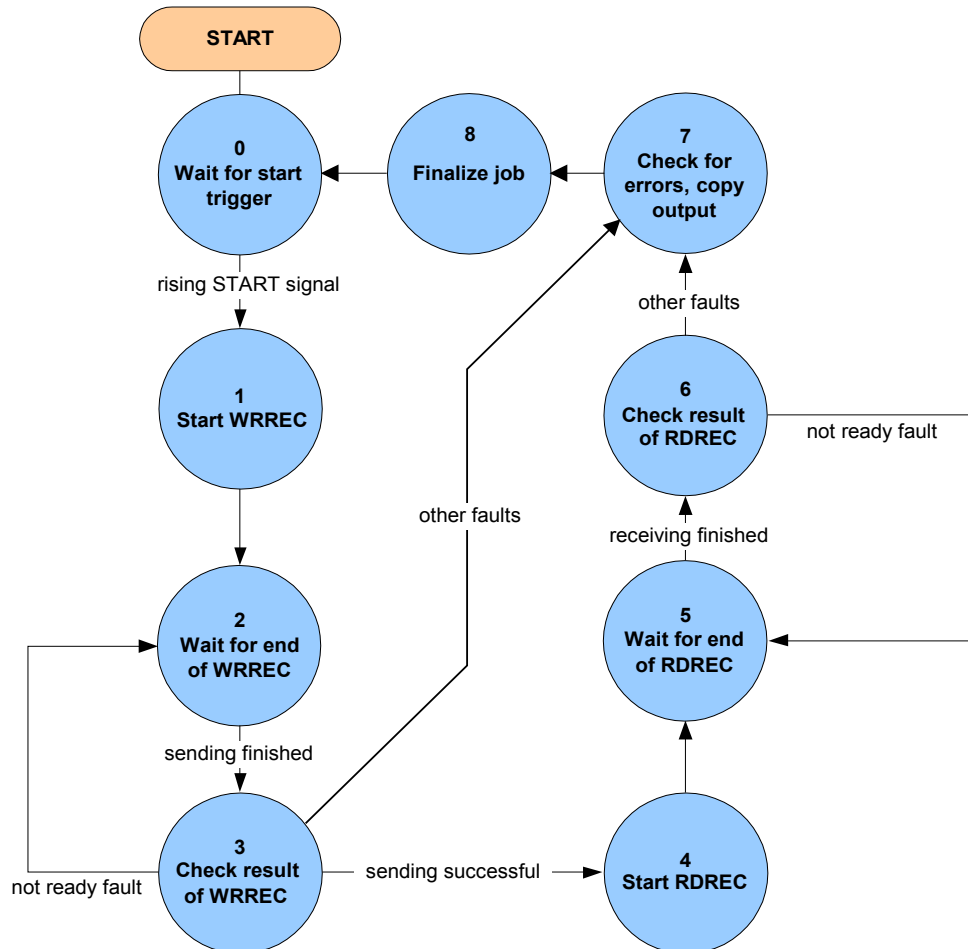 START
0
Wait for start
trigger
8
Finalize job
7
Check for
errors, copy
output
rising START signal
other faults
1
Start WRREC
6
Check result
of RDREC
not ready fault
other faults
receiving finished
2
Wait for end
of WRREC
5
Wait for end
of RDREC
sending finished
3
Check result
of WRREC
not ready fault
sending successful
4
Start RDREC